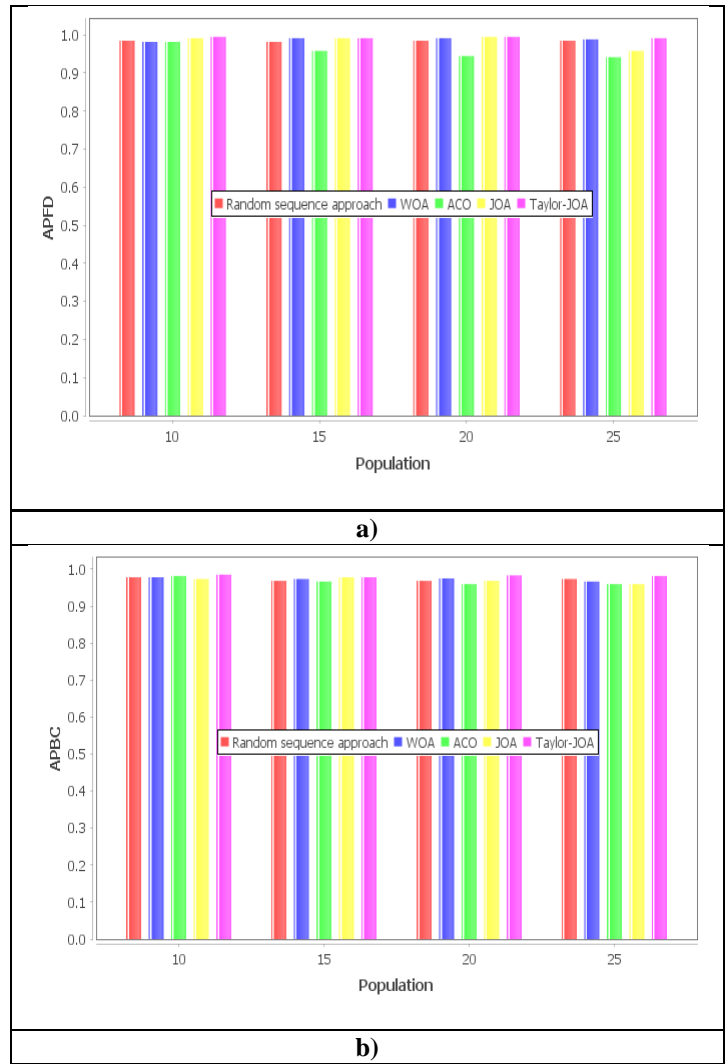 1.0
0.9
0.8
0.7
0.6
0.5
0.4
0.3
0.2
0.1
0.0
APFD
Random sequence approach WOA ACO JOA Taylor-JOA
10 15 20 25
Population
a)
1.0
0.9
0.8
0.7
0.6
0.5
0.4
0.3
0.2
0.1
0.0
APBC
Random sequence approach WOA ACO JOA Taylor-JOA
10 15 20 25
Population
b)